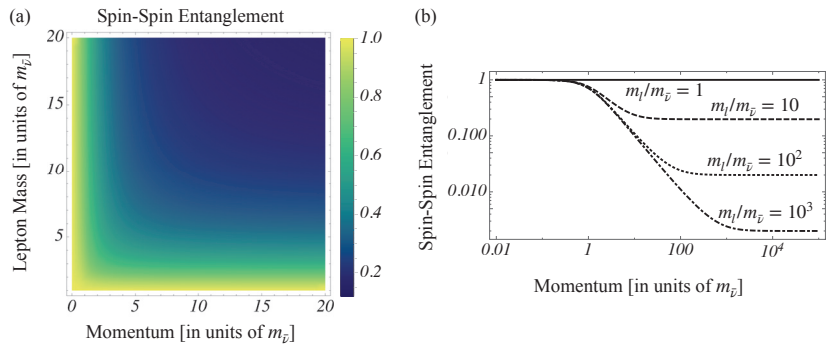 (a)
Spin-Spin Entanglement
Lepton Mass [in units of m_ν̄]
20
15
10
5
0
5
10
15
20
Momentum [in units of m_ν̄]
1.0
0.8
0.6
0.4
0.2
(b)
Spin-Spin Entanglement
1
0.100
0.010
m_l/m_ν̄ = 1
m_l/m_ν̄ = 10
m_l/m_ν̄ = 10²
m_l/m_ν̄ = 10³
0.01
1
100
10⁴
Momentum [in units of m_ν̄]